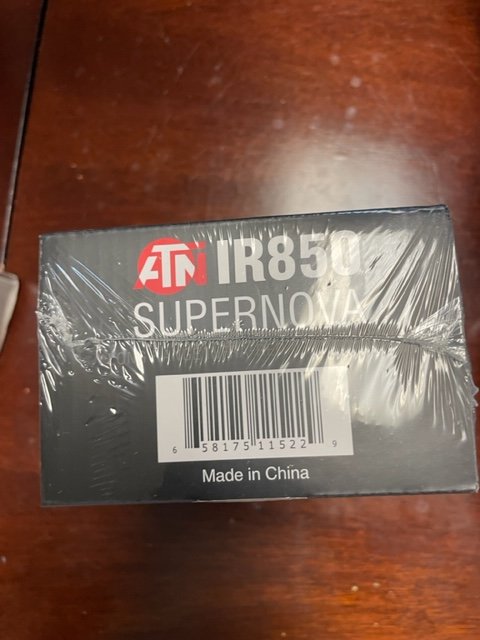 ATN IR850
SUPERNOVA
6 58175 11522 9
Made in China